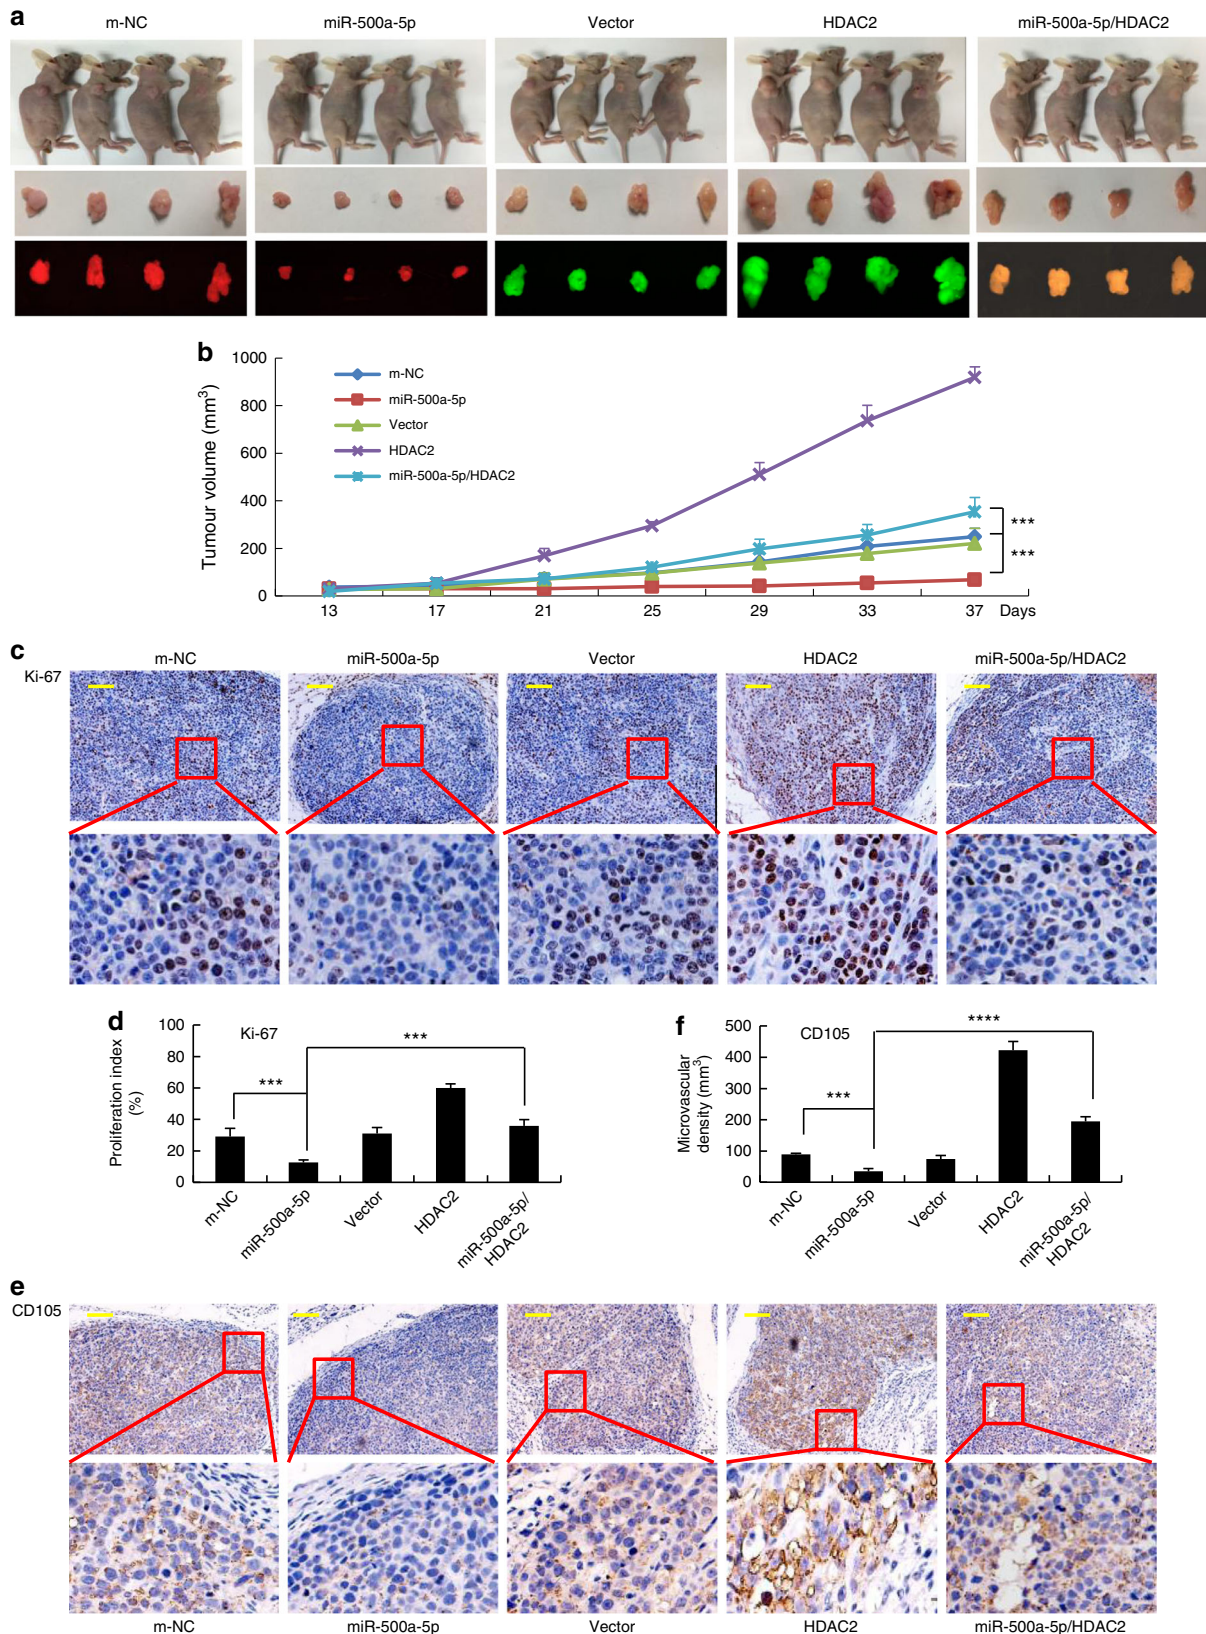 a
m-NC miR-500a-5p Vector HDAC2 miR-500a-5p/HDAC2
b
Tumour volume (mm³)
1000
800
600
400
200
0
m-NC
miR-500a-5p
Vector
HDAC2
miR-500a-5p/HDAC2
***
***
13 17 21 25 29 33 37 Days
c
m-NC miR-500a-5p Vector HDAC2 miR-500a-5p/HDAC2
Ki-67
d
Ki-67
Proliferation index
(%)
100
80
60
40
20
0
***
***
m-NC
miR-500a-5p
Vector
HDAC2
miR-500a-5p/
HDAC2
f
CD105
Microvascular
density (mm³)
500
400
300
200
100
0
***
****
m-NC
miR-500a-5p
Vector
HDAC2
miR-500a-5p/
HDAC2
e
CD105
m-NC miR-500a-5p Vector HDAC2 miR-500a-5p/HDAC2